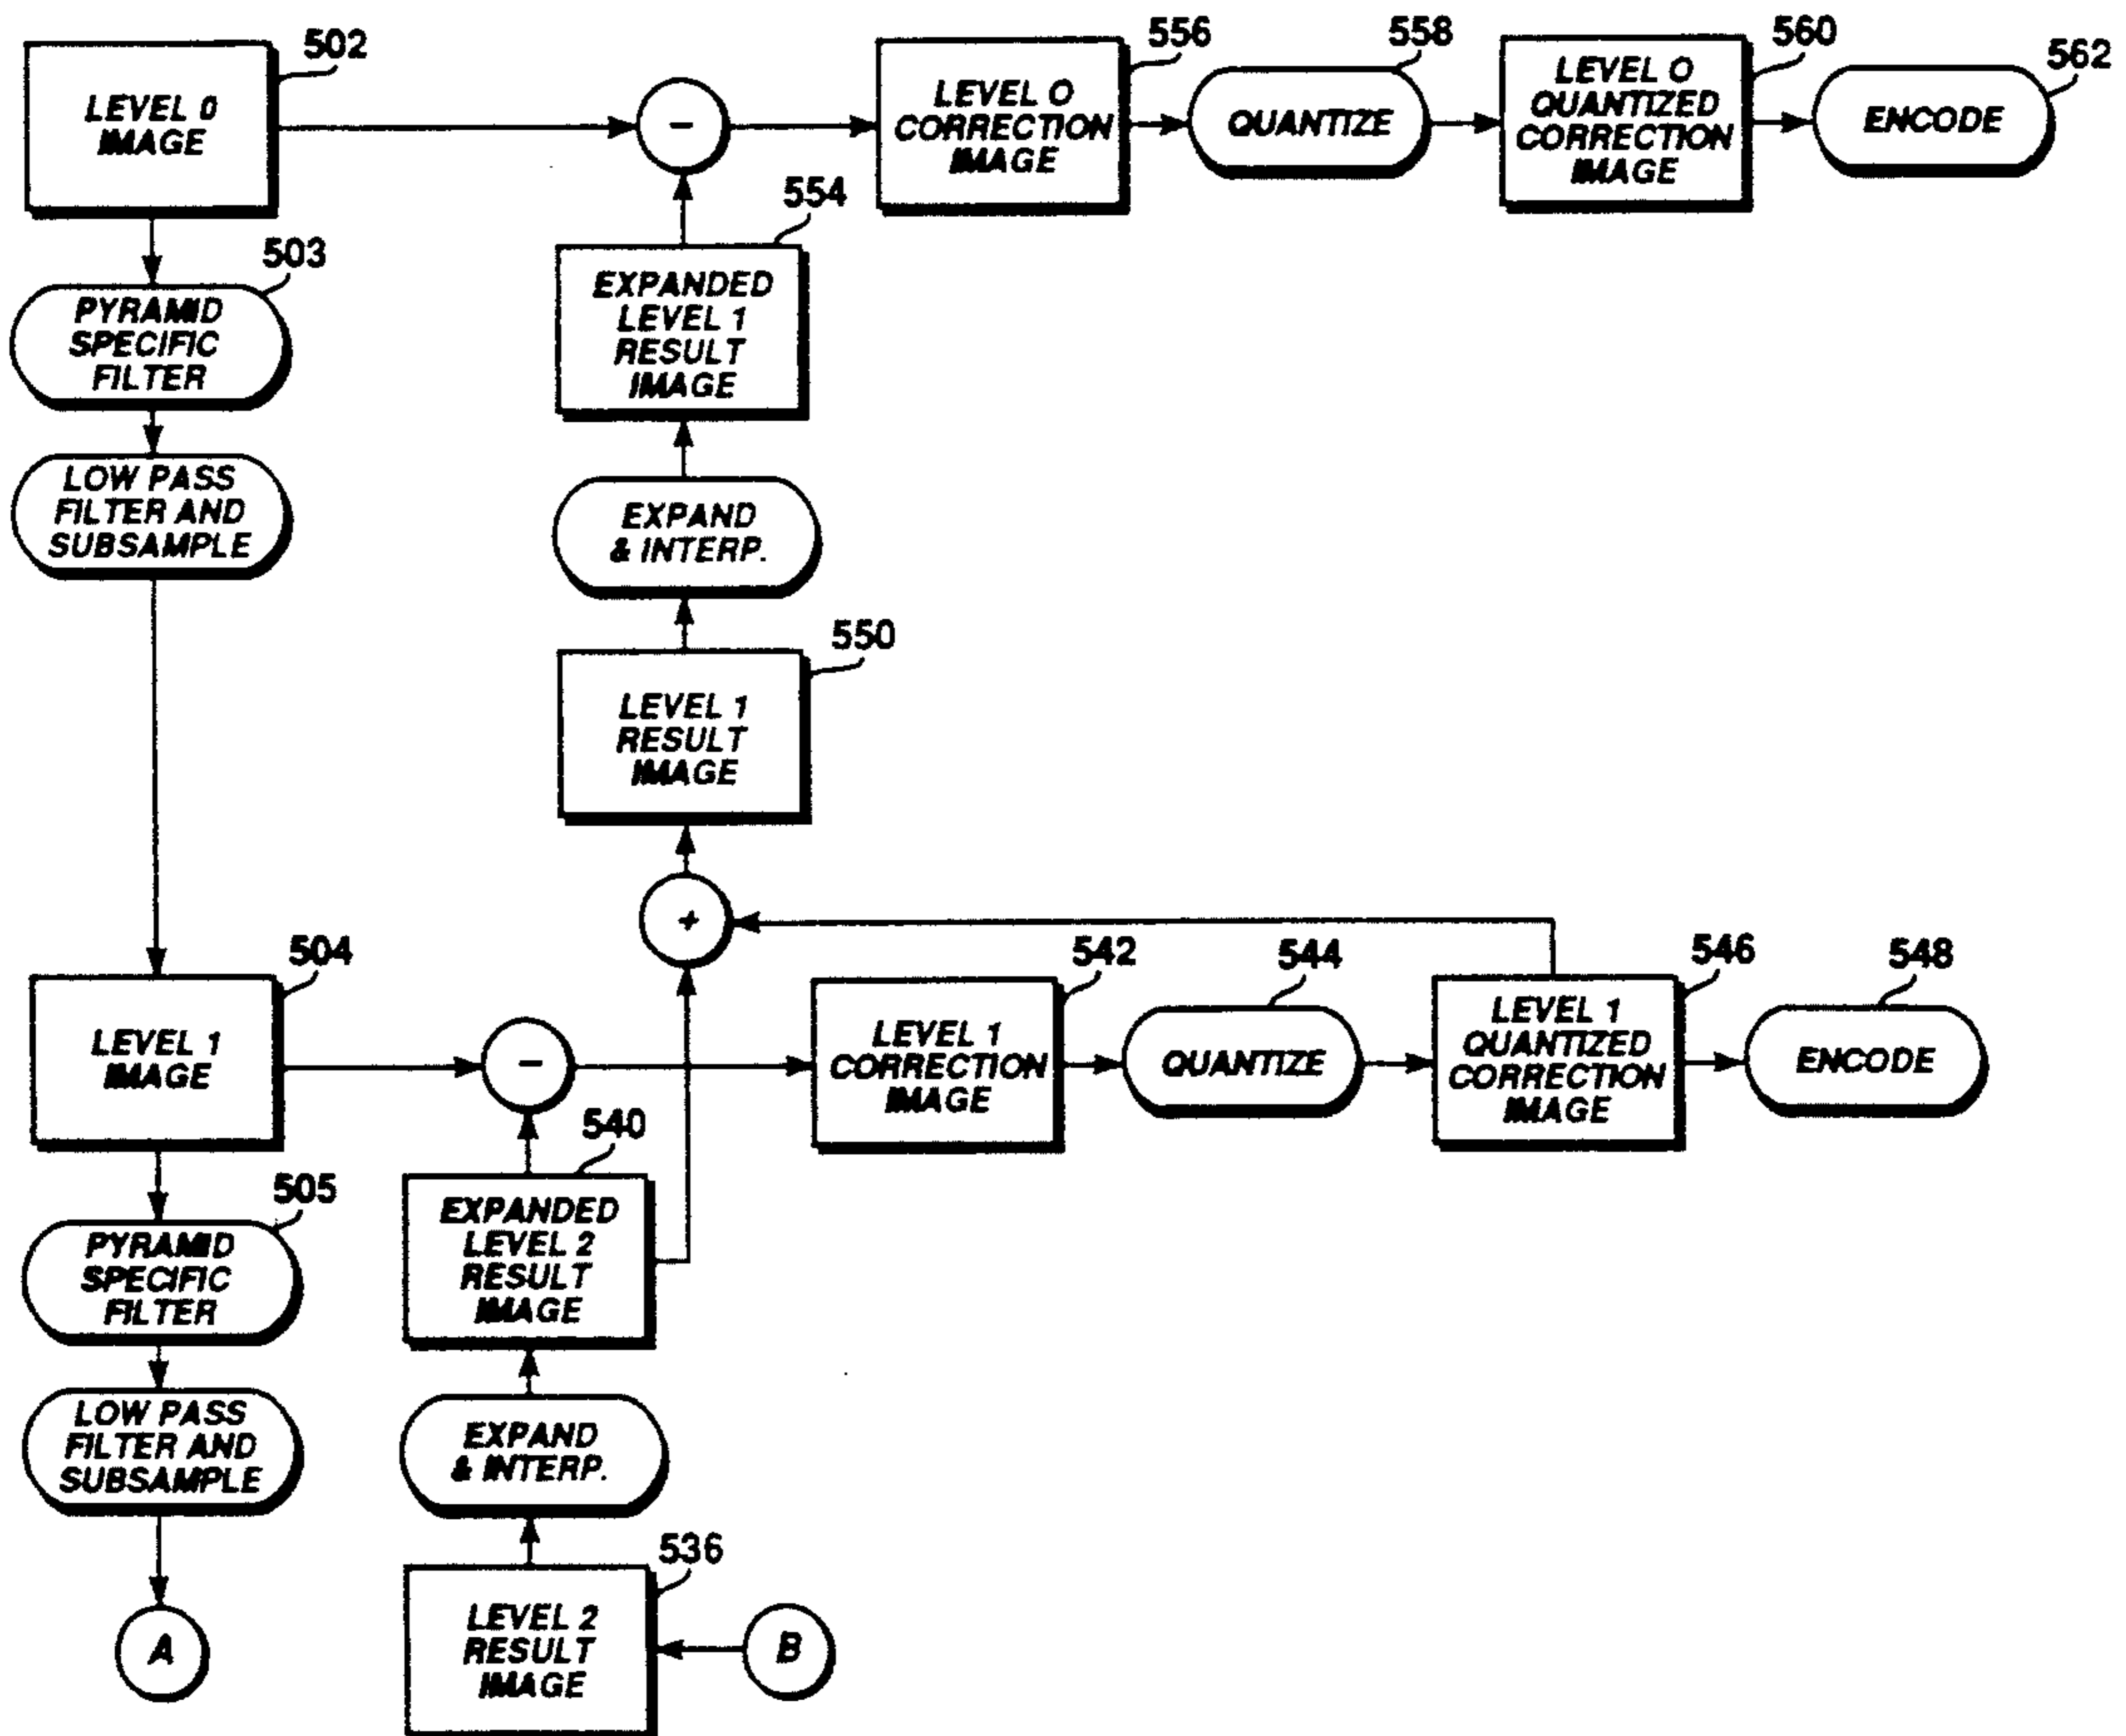 502
LEVEL 0
IMAGE
-
556
LEVEL 0
CORRECTION
IMAGE
558
QUANTIZE
560
LEVEL 0
QUANTIZED
CORRECTION
IMAGE
562
ENCODE
503
PYRAMID
SPECIFIC
FILTER
554
EXPANDED
LEVEL 1
RESULT
IMAGE
LOW PASS
FILTER AND
SUBSAMPLE
EXPAND
& INTERP.
550
LEVEL 1
RESULT
IMAGE
+
504
LEVEL 1
IMAGE
-
542
LEVEL 1
CORRECTION
IMAGE
544
QUANTIZE
546
LEVEL 1
QUANTIZED
CORRECTION
IMAGE
548
ENCODE
505
PYRAMID
SPECIFIC
FILTER
540
EXPANDED
LEVEL 2
RESULT
IMAGE
LOW PASS
FILTER AND
SUBSAMPLE
EXPAND
& INTERP.
A
536
LEVEL 2
RESULT
IMAGE
B